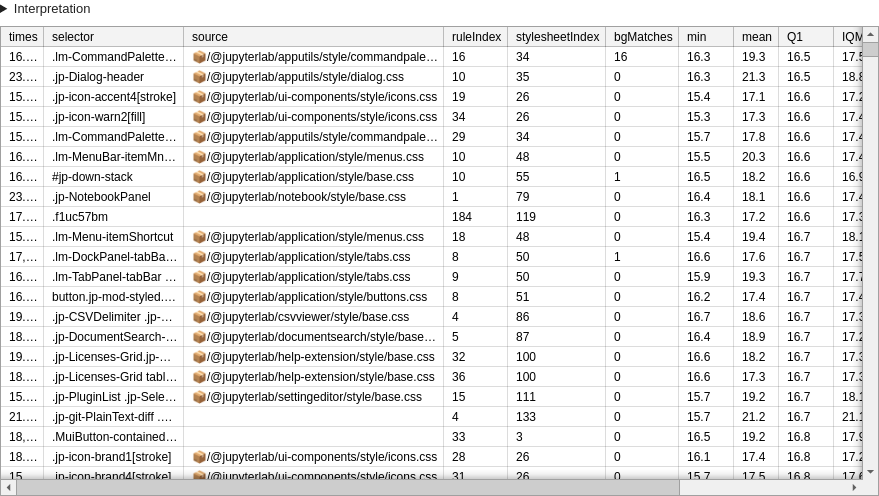 Interpretation
times selector source ruleIndex stylesheetIndex bgMatches min mean Q1 IQM
16.… .lm-CommandPalette… 📦/@jupyterlab/apputils/style/commandpale… 16 34 16 16.3 19.3 16.5 17.5
23.… .jp-Dialog-header 📦/@jupyterlab/apputils/style/dialog.css 10 35 0 16.3 21.3 16.5 18.8
15.… .jp-icon-accent4[stroke] 📦/@jupyterlab/ui-components/style/icons.css 19 26 0 15.4 17.1 16.6 17.2
15.… .jp-icon-warn2[fill] 📦/@jupyterlab/ui-components/style/icons.css 34 26 0 15.3 17.3 16.6 17.4
15.… .lm-CommandPalette… 📦/@jupyterlab/apputils/style/commandpale… 29 34 0 15.7 17.8 16.6 17.4
16.… .lm-MenuBar-itemMn… 📦/@jupyterlab/application/style/menus.css 10 48 0 15.5 20.3 16.6 17.4
16.… #jp-down-stack 📦/@jupyterlab/application/style/base.css 10 55 1 16.5 18.2 16.6 16.9
23.… .jp-NotebookPanel 📦/@jupyterlab/notebook/style/base.css 1 79 0 16.4 18.1 16.6 17.4
17.… .f1uc57bm 184 119 0 16.3 17.2 16.6 17.3
15.… .lm-Menu-itemShortcut 📦/@jupyterlab/application/style/menus.css 18 48 0 15.4 19.4 16.7 18.1
17,… .lm-DockPanel-tabBa… 📦/@jupyterlab/application/style/tabs.css 8 50 1 16.6 17.6 16.7 17.5
16.… .lm-TabPanel-tabBar … 📦/@jupyterlab/application/style/tabs.css 9 50 0 15.9 19.3 16.7 17.7
16.… button.jp-mod-styled.… 📦/@jupyterlab/application/style/buttons.css 8 51 0 16.2 17.4 16.7 17.4
19.… .jp-CSVDelimiter .jp-… 📦/@jupyterlab/csvviewer/style/base.css 4 86 0 16.7 18.6 16.7 17.3
18.… .jp-DocumentSearch-… 📦/@jupyterlab/documentsearch/style/base… 5 87 0 16.4 18.9 16.7 17.2
19.… .jp-Licenses-Grid.jp-… 📦/@jupyterlab/help-extension/style/base.css 32 100 0 16.6 18.2 16.7 17.3
18.… .jp-Licenses-Grid tabl… 📦/@jupyterlab/help-extension/style/base.css 36 100 0 16.6 17.3 16.7 17.3
18.… .jp-PluginList .jp-Sele… 📦/@jupyterlab/settingeditor/style/base.css 15 111 0 15.7 19.2 16.7 18.1
21.… .jp-git-PlainText-diff .… 4 133 0 15.7 21.2 16.7 21.1
18,… .MuiButton-contained… 33 3 0 16.5 19.2 16.8 17.9
18.… .jp-icon-brand1[stroke] 📦/@jupyterlab/ui-components/style/icons.css 28 26 0 16.1 17.4 16.8 17.2
15.… .jp-icon-brand4[stroke] 📦/@jupyterlab/ui-components/style/icons.css 31 26 0 15.7 17.5 16.8 17.6